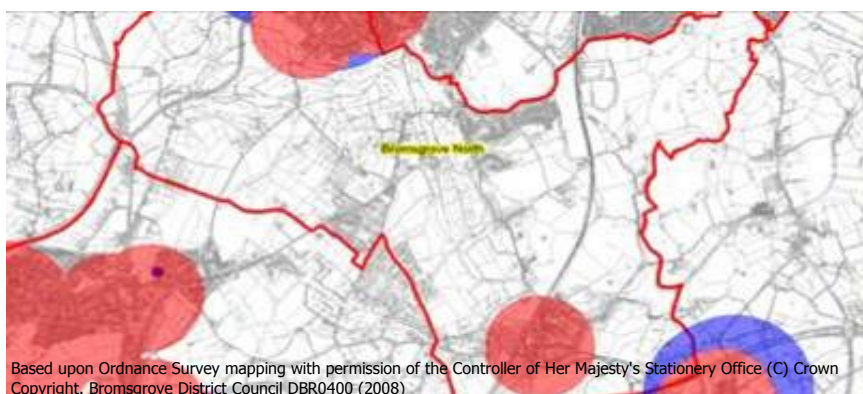 Bromsgrove North
Based upon Ordnance Survey mapping with permission of the Controller of Her Majesty's Stationery Office (C) Crown
Copyright. Bromsgrove District Council DBR0400 (2008)